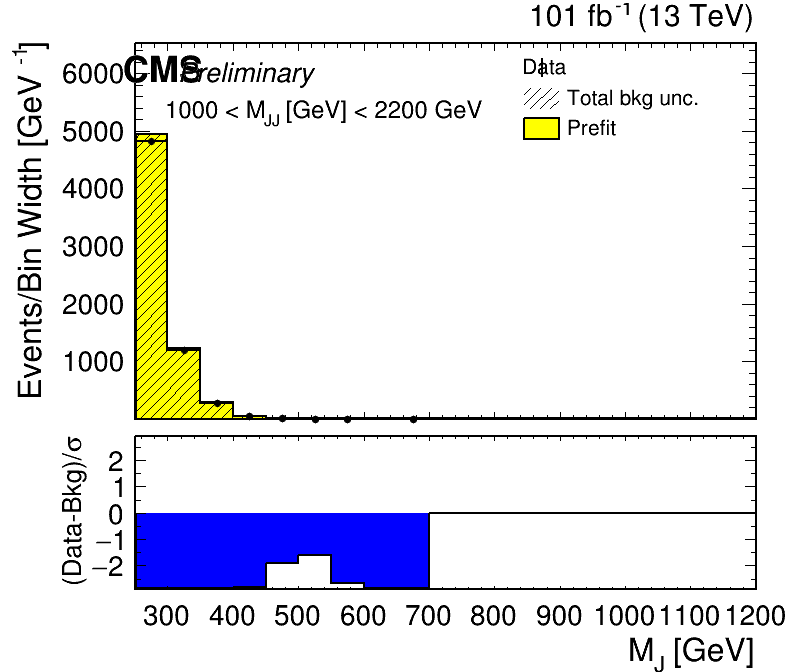 101 fb⁻¹ (13 TeV)
CMS Preliminary
1000 < M_JJ [GeV] < 2200 GeV
Data
Total bkg unc.
Prefit
Events/Bin Width [GeV⁻¹]
6000
5000
4000
3000
2000
1000
(Data-Bkg)/σ
2
1
0
−1
−2
300 400 500 600 700 800 900 1000 1100 1200
M_J [GeV]